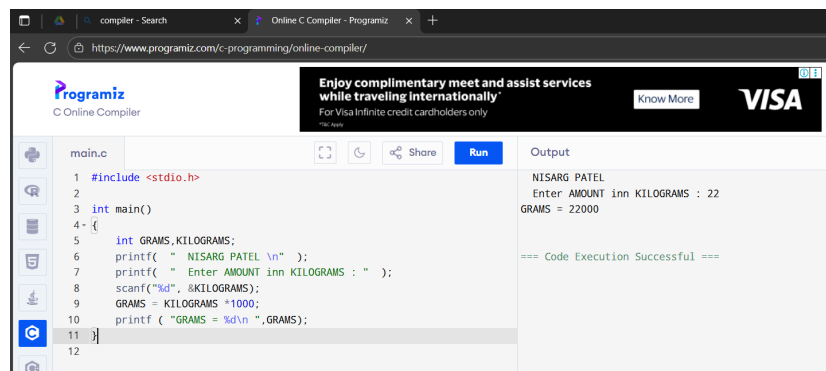 compiler - Search
Online C Compiler - Programiz
https://www.programiz.com/c-programming/online-compiler/
Programiz
C Online Compiler
Enjoy complimentary meet and assist services
while traveling internationally*
For Visa Infinite credit cardholders only
*T&C Apply
Know More
VISA
main.c
Share
Run
Output
1 #include <stdio.h>
2
3 int main()
4 {
5     int GRAMS,KILOGRAMS;
6     printf(  "  NISARG PATEL \n"  );
7     printf(  "  Enter AMOUNT inn KILOGRAMS : "  );
8     scanf("%d", &KILOGRAMS);
9     GRAMS = KILOGRAMS *1000;
10     printf ( "GRAMS = %d\n ",GRAMS);
11 }
12
NISARG PATEL
Enter AMOUNT inn KILOGRAMS : 22
GRAMS = 22000
=== Code Execution Successful ===